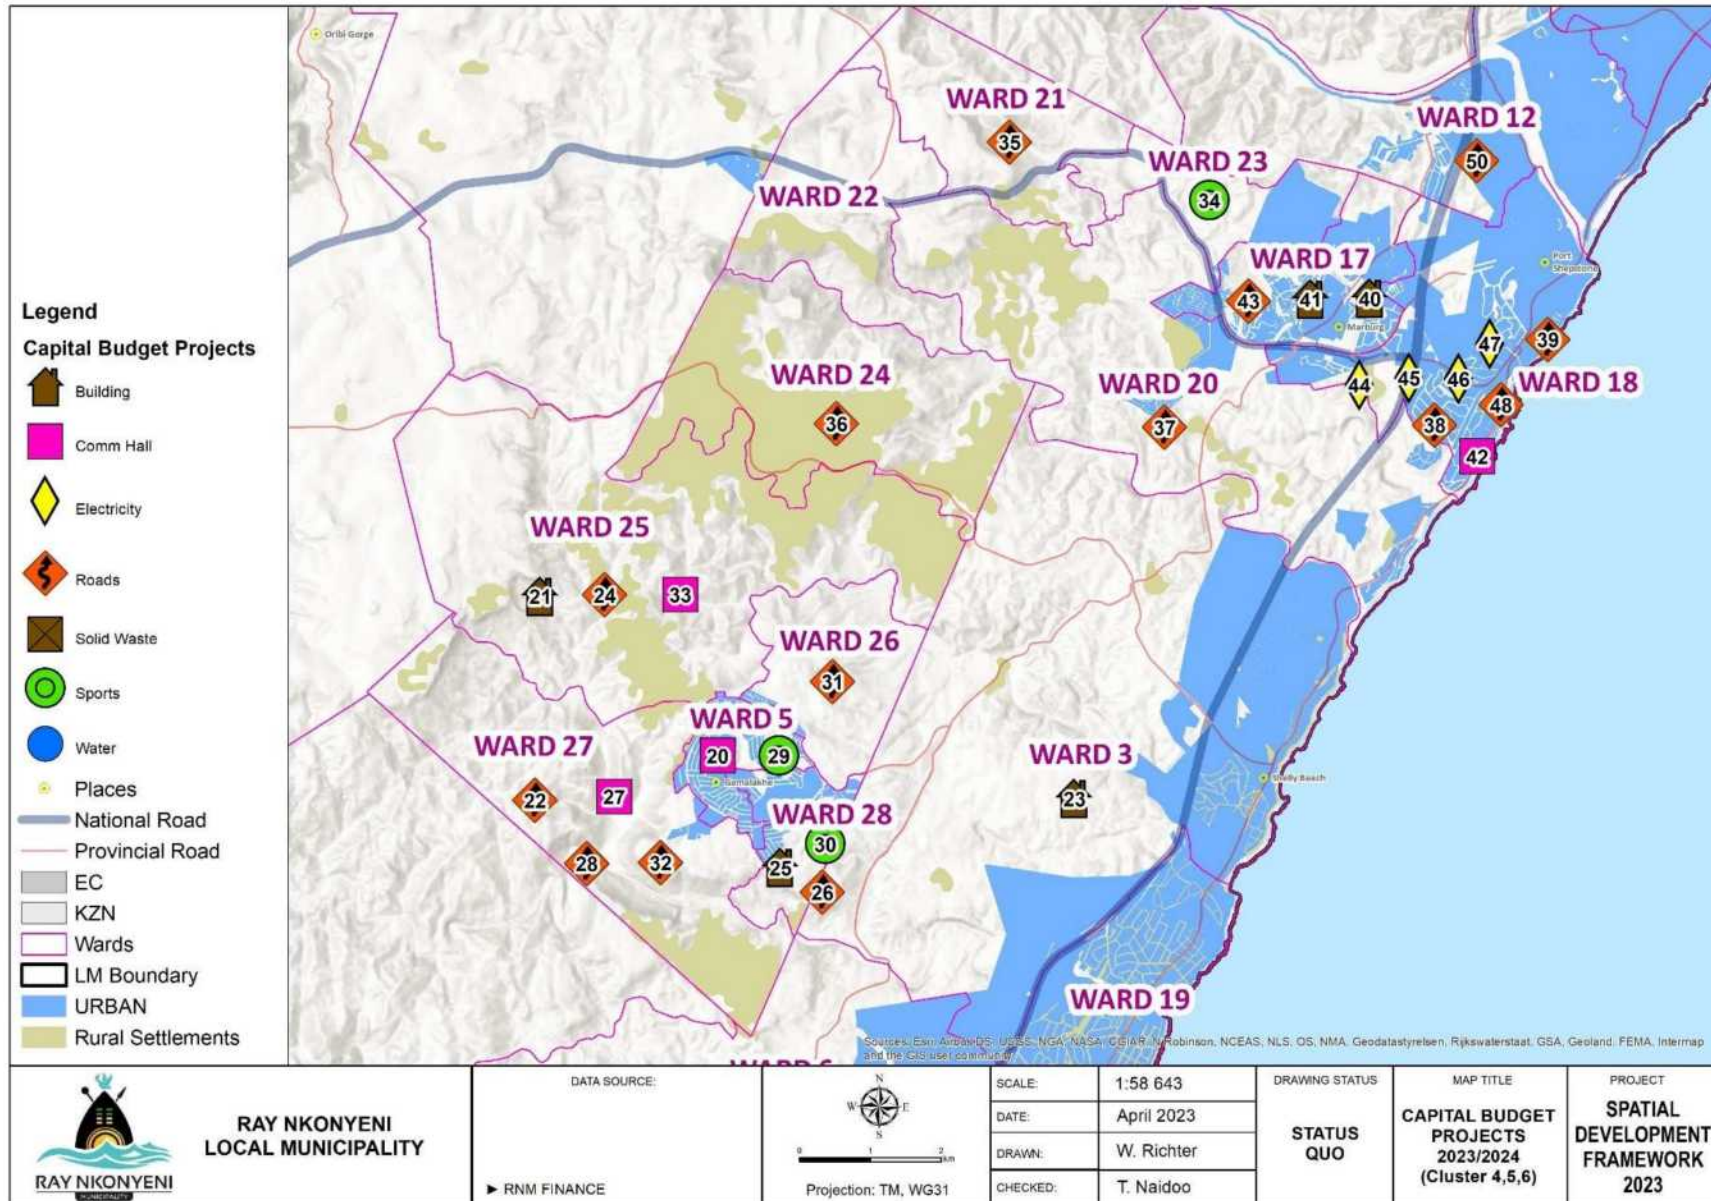 Oribi Gorge
WARD 21
35
WARD 12
50
WARD 23
34
WARD 22
Port
Shepstone
WARD 17
43
41
40
Marburg
47
39
WARD 24
36
WARD 20
37
44
45
46
WARD 18
48
38
42
WARD 25
21
24
33
WARD 26
31
WARD 5
20
29
Gamalakhe
WARD 27
22
27
28
32
WARD 28
30
25
26
WARD 3
23
Shelly Beach
WARD 19
Legend
Capital Budget Projects
Building
Comm Hall
Electricity
Roads
Solid Waste
Sports
Water
Places
National Road
Provincial Road
EC
KZN
Wards
LM Boundary
URBAN
Rural Settlements
Sources: Esri, Airbus DS, USGS, NGA, NASA, CGIAR, N Robinson, NCEAS, NLS, OS, NMA, Geodatastyrelsen, Rijkswaterstaat, GSA, Geoland, FEMA, Intermap
and the GIS user community
RAY NKONYENI
MUNICIPALITY
RAY NKONYENI
LOCAL MUNICIPALITY
DATA SOURCE:
► RNM FINANCE
N
W E
S
0 1 2
km
Projection: TM, WG31
SCALE: 1:58 643
DATE: April 2023
DRAWN: W. Richter
CHECKED: T. Naidoo
DRAWING STATUS
STATUS
QUO
MAP TITLE
CAPITAL BUDGET
PROJECTS
2023/2024
(Cluster 4,5,6)
PROJECT
SPATIAL
DEVELOPMENT
FRAMEWORK
2023